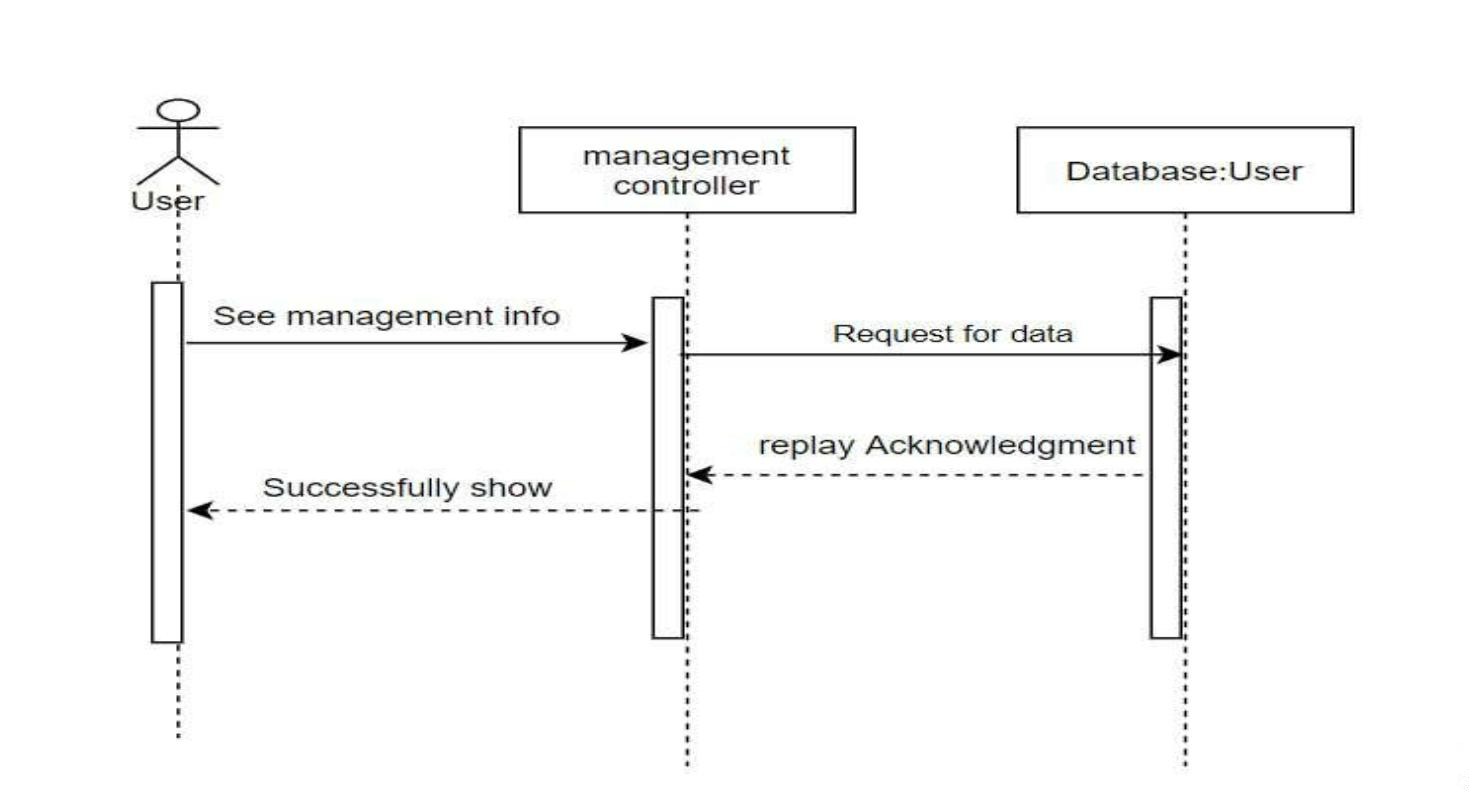 management
controller
Database:User
User
See management info
Request for data
replay Acknowledgment
Successfully show